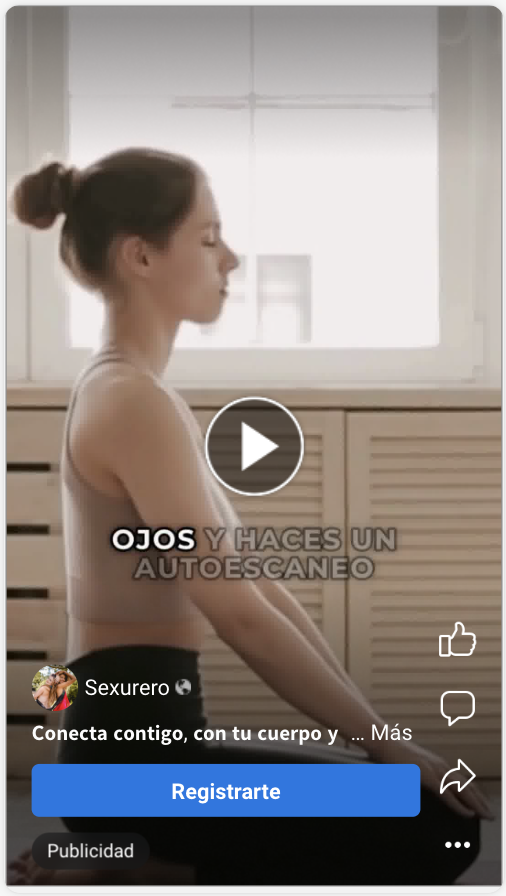 OJOS Y HACES UN
AUTOESCANEO
Sexurero
Conecta contigo, con tu cuerpo y ... Más
Registrarte
Publicidad